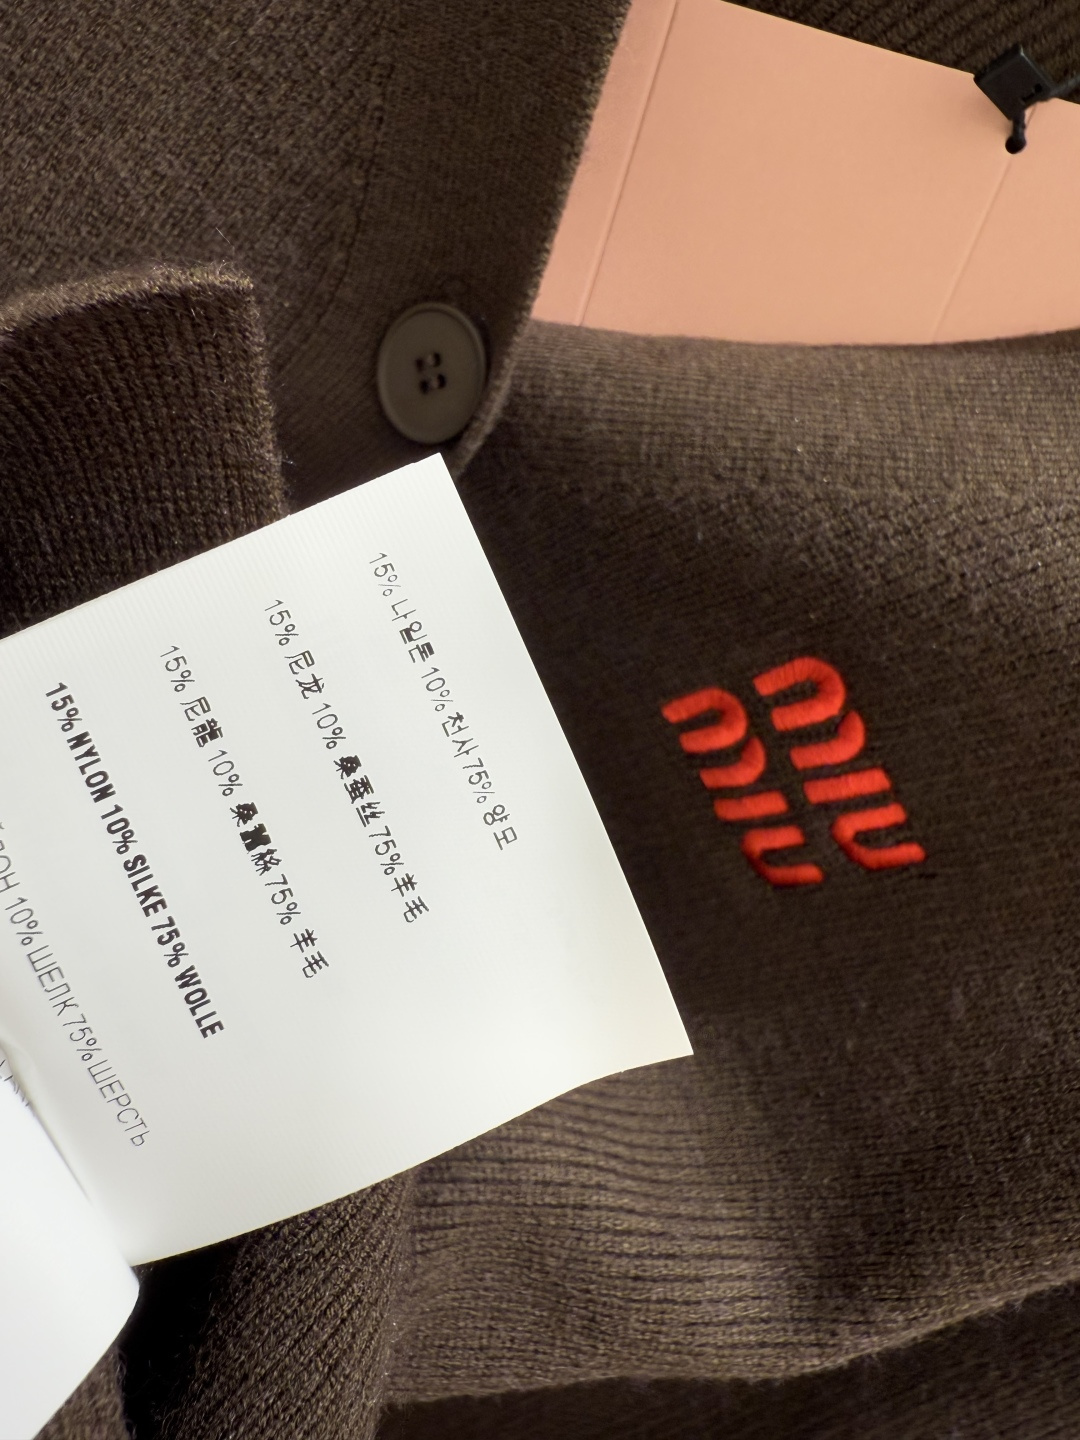 15% 나일론 10% 천사 75% 양모
15% 尼龙 10% 桑蚕丝 75% 羊毛
15% 尼龍 10% 桑蠶絲 75% 羊毛
15% NYLON 10% SILKE 75% WOLLE
ЛОН 10% ШЕЛК 75% ШЕРСТЬ
miu
miu